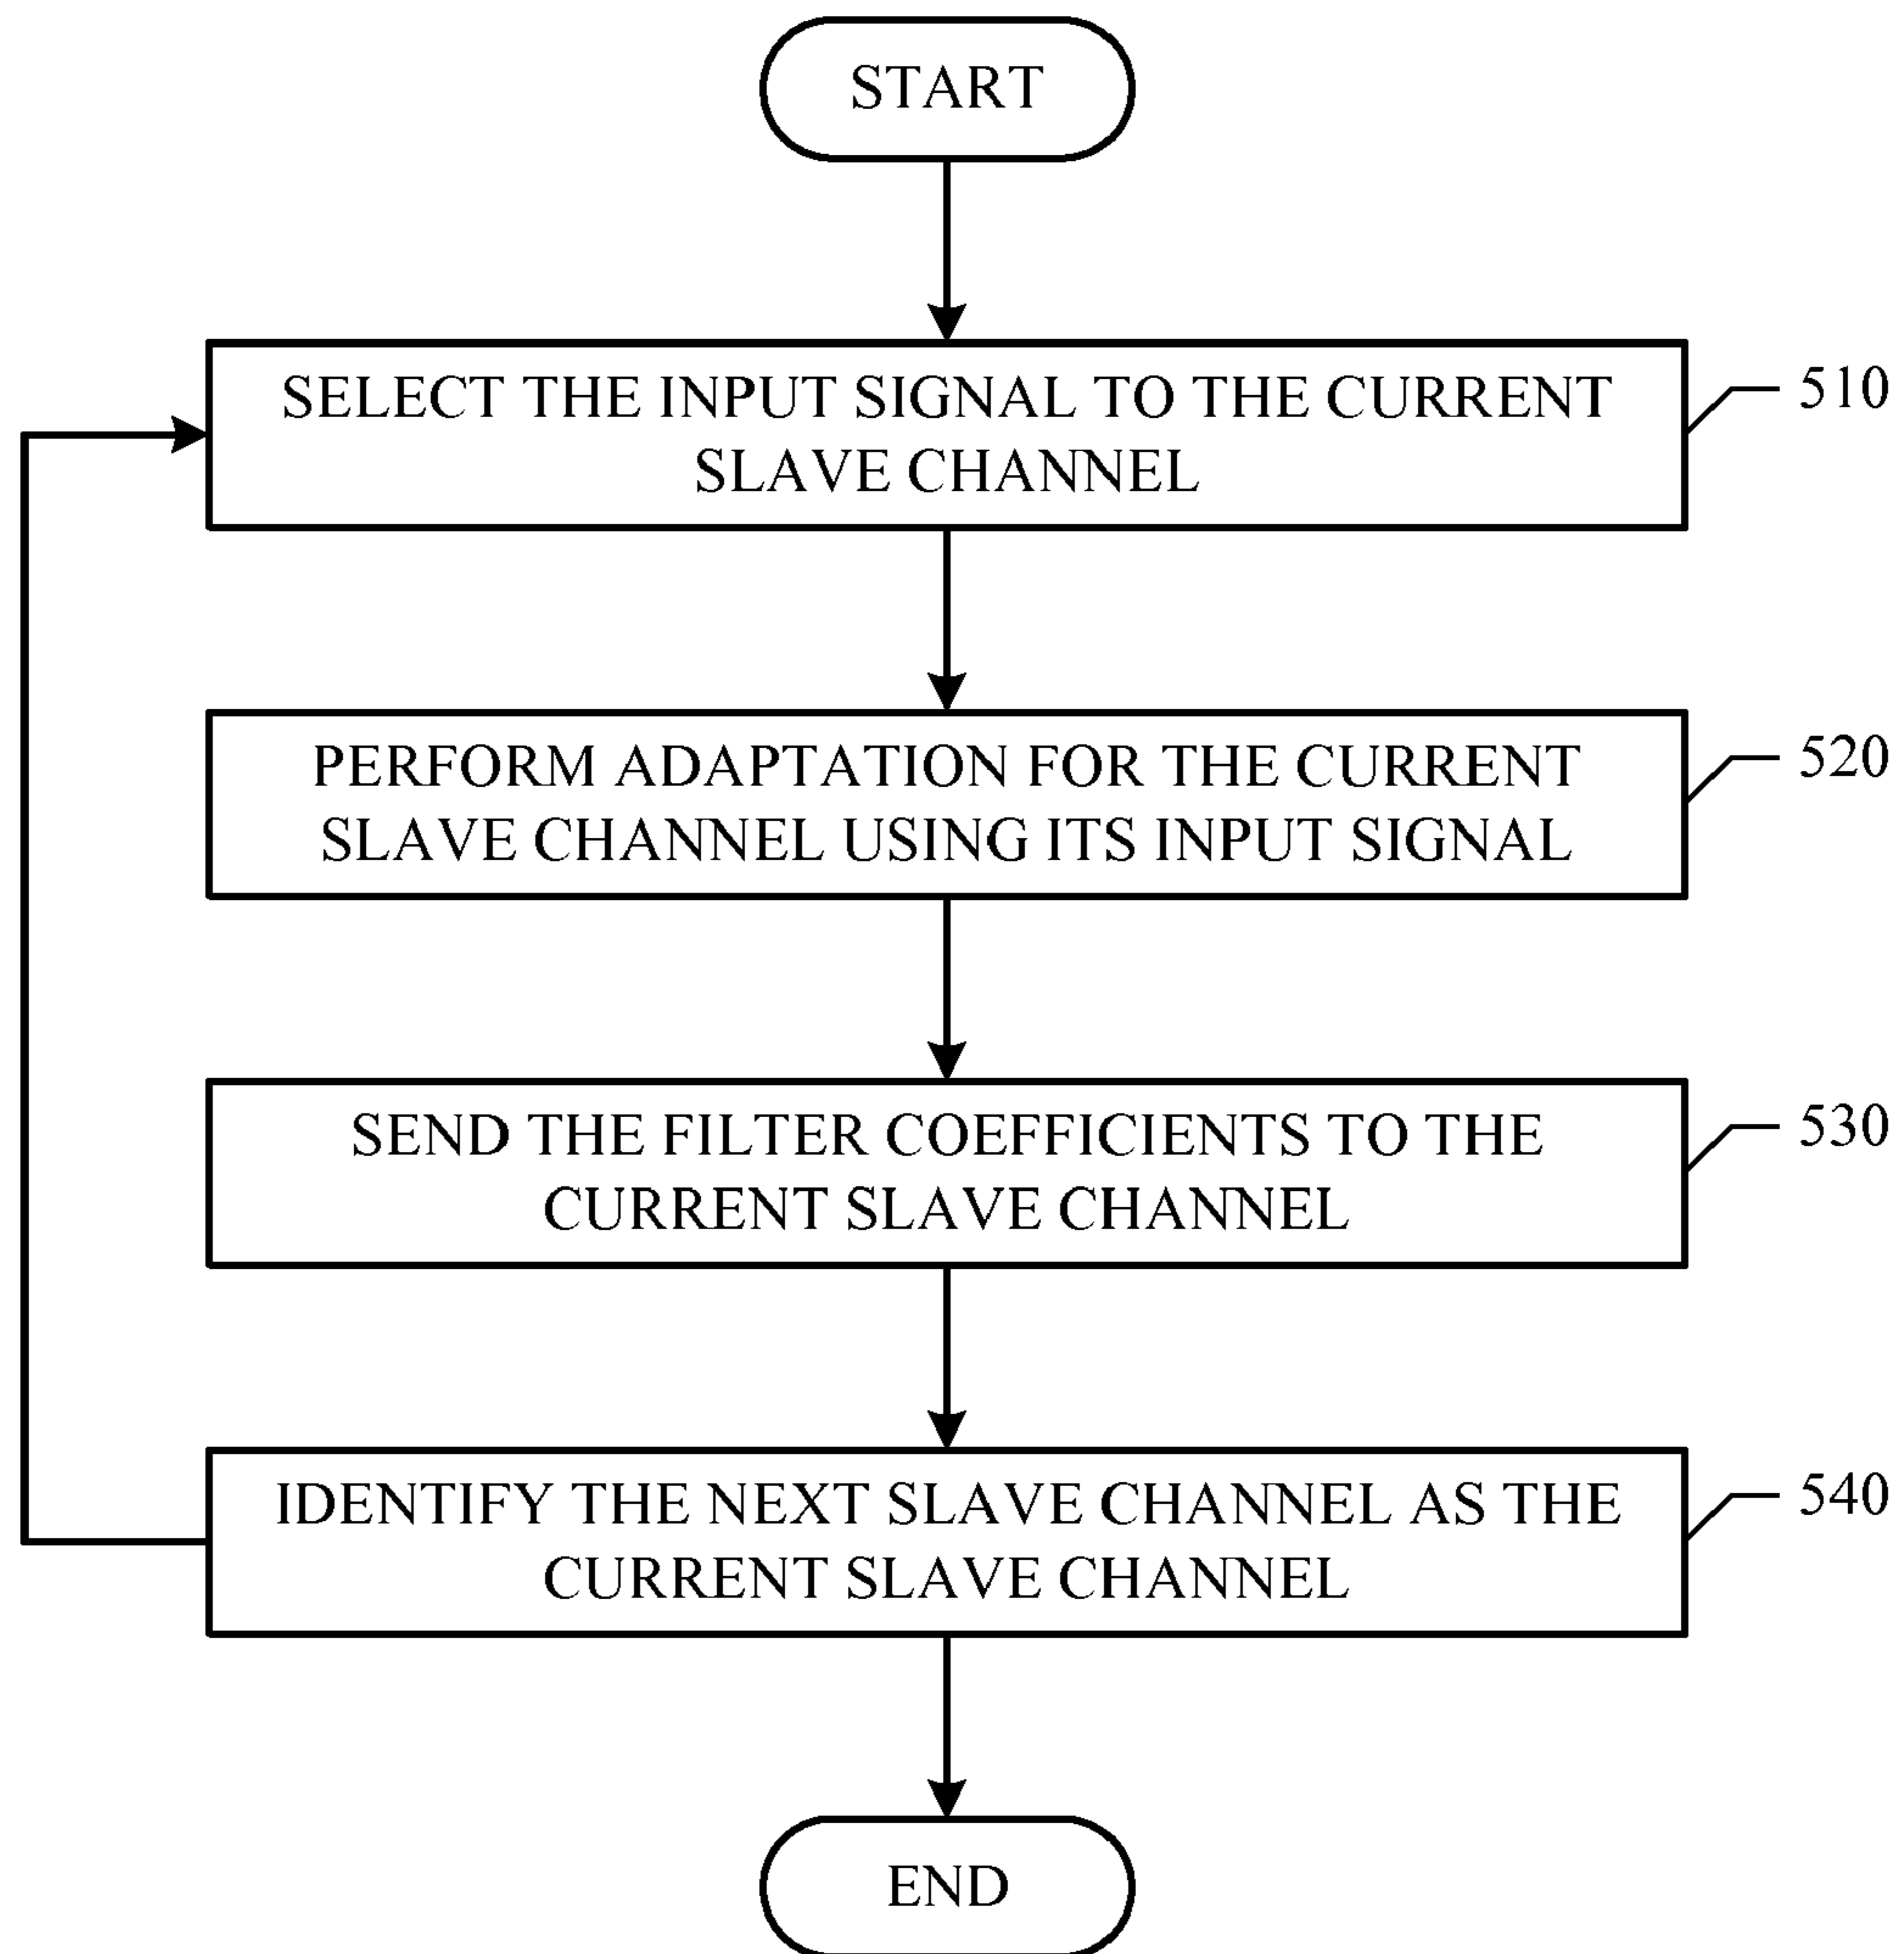 START
SELECT THE INPUT SIGNAL TO THE CURRENT
SLAVE CHANNEL
510
PERFORM ADAPTATION FOR THE CURRENT
SLAVE CHANNEL USING ITS INPUT SIGNAL
520
SEND THE FILTER COEFFICIENTS TO THE
CURRENT SLAVE CHANNEL
530
IDENTIFY THE NEXT SLAVE CHANNEL AS THE
CURRENT SLAVE CHANNEL
540
END